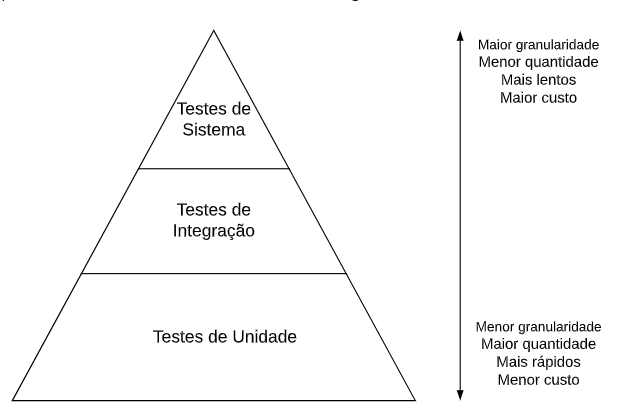 Testes de
Sistema
Testes de
Integração
Testes de Unidade
Maior granularidade
Menor quantidade
Mais lentos
Maior custo
Menor granularidade
Maior quantidade
Mais rápidos
Menor custo